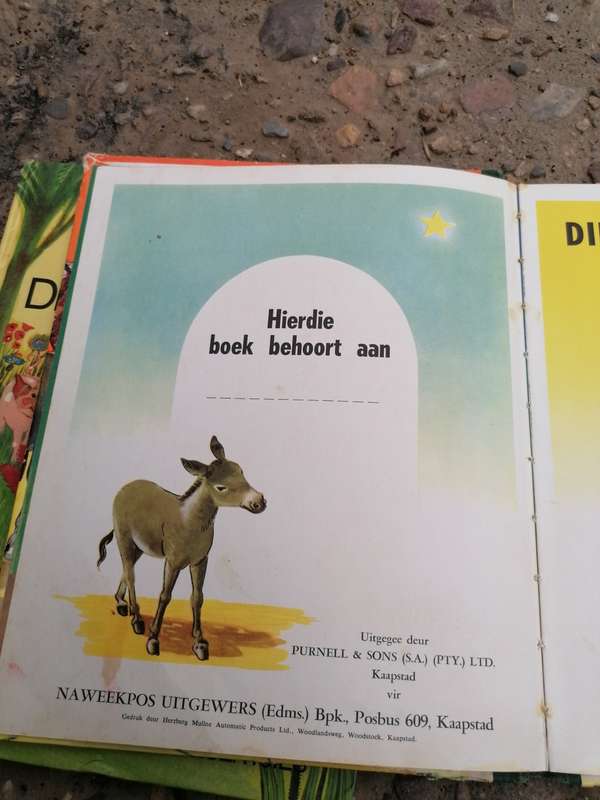 Hierdie
boek behoort aan
Uitgegee deur
PURNELL & SONS (S.A.) (PTY.) LTD.
Kaapstad
vir
NAWEEKPOS UITGEWERS (Edms.) Bpk., Posbus 609, Kaapstad
Gedruk deur Herzberg Mullne Automatic Products Ltd., Woodlandsweg, Woodstock, Kaapstad.